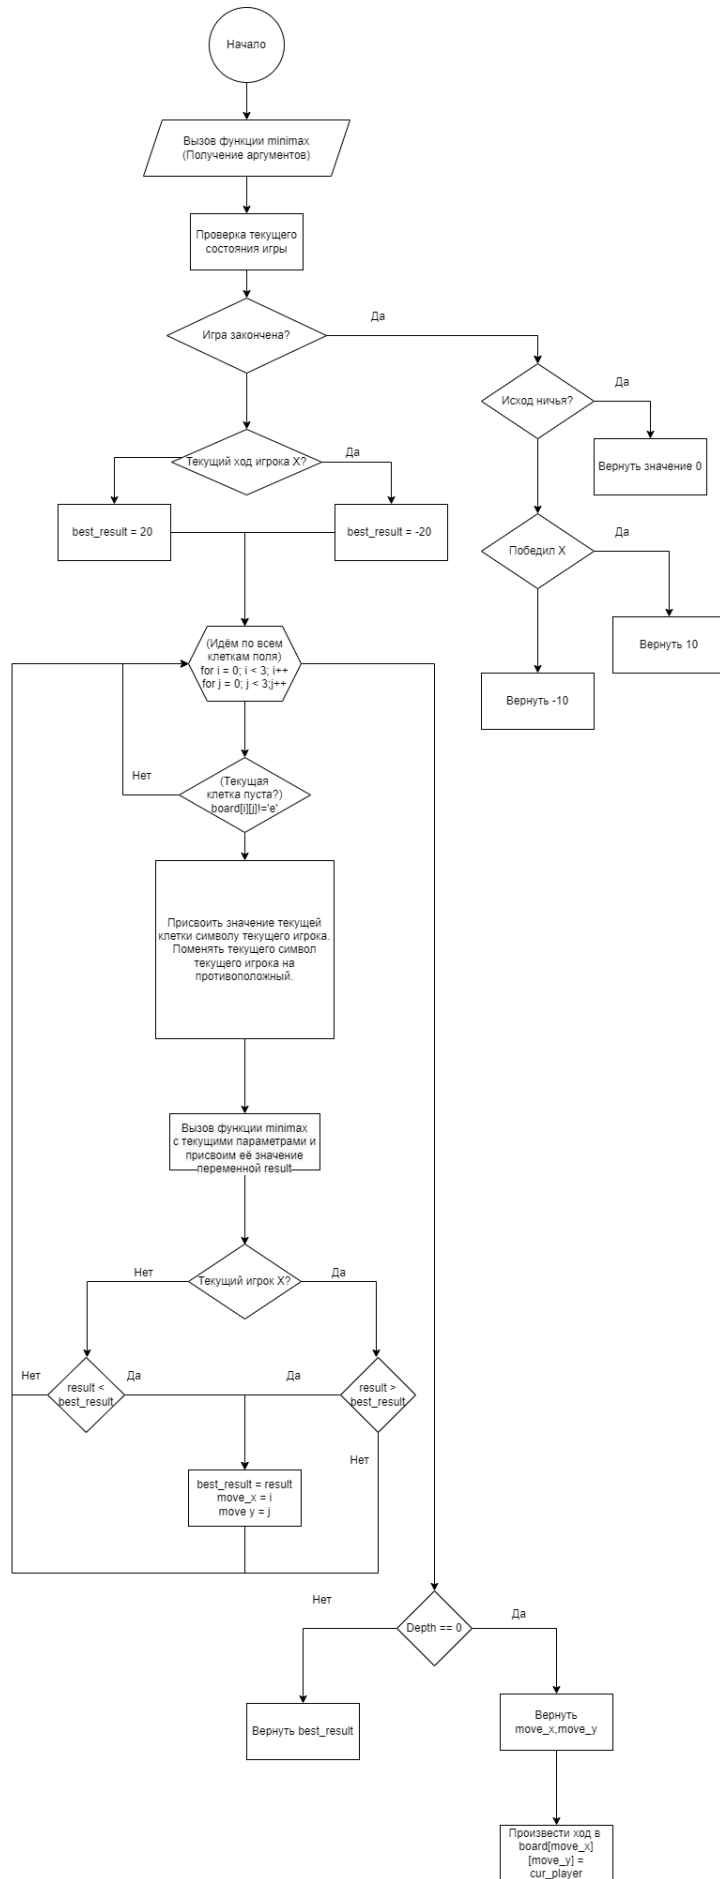 Начало
Вызов функции minimax
(Получение аргументов)
Проверка текущего
состояния игры
Игра закончена?
Да
Исход ничья?
Да
Вернуть значение 0
Текущий ход игрока X?
Да
best_result = 20
best_result = -20
Победил X
Да
Вернуть 10
Вернуть -10
(Идём по всем
клеткам поля)
for i = 0; i < 3; i++
for j = 0; j < 3;j++
Нет
(Текущая
клетка пуста?)
board[i][j]!='e'
Присвоить значение текущей
клетки символу текущего игрока.
Поменять текущего символ
текущего игрока на
противоположный.
Вызов функции minimax
с текущими параметрами и
присвоим её значение
переменной result
Нет
Текущий игрок X?
Да
Нет
result <
best_result
Да
Да
result >
best_result
Нет
best_result = result
move_x = i
move y = j
Нет
Depth == 0
Да
Вернуть best_result
Вернуть
move_x,move_y
Произвести ход в
board[move_x]
[move_y] =
cur_player